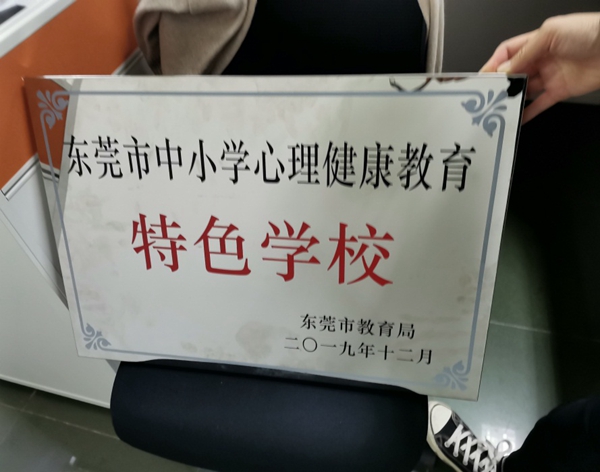 东莞市中小学心理健康教育
特色学校
东莞市教育局
二〇一九年十二月